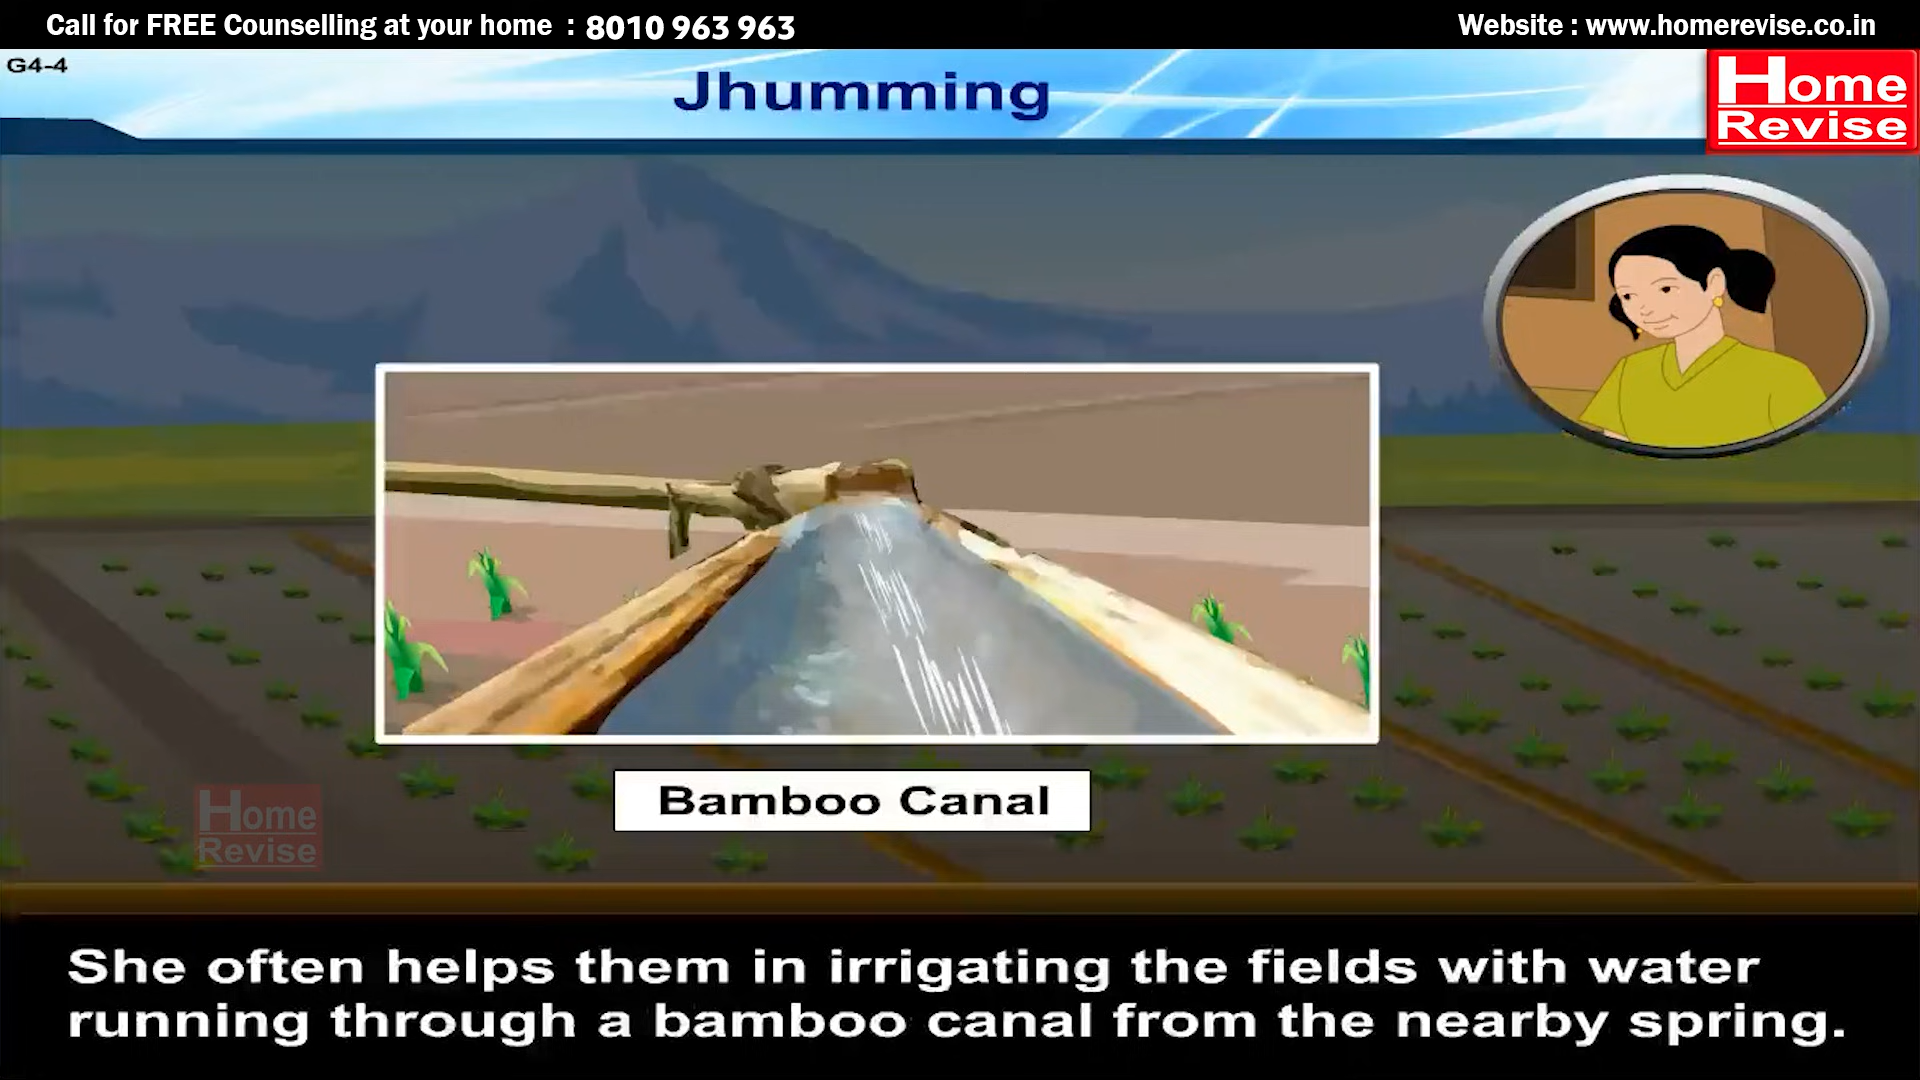 Call for FREE Counselling at your home : 8010 963 963
Website : www.homerevise.co.in
G4-4
Jhumming
Home
Revise
Bamboo Canal
Home
Revise
She often helps them in irrigating the fields with water
running through a bamboo canal from the nearby spring.